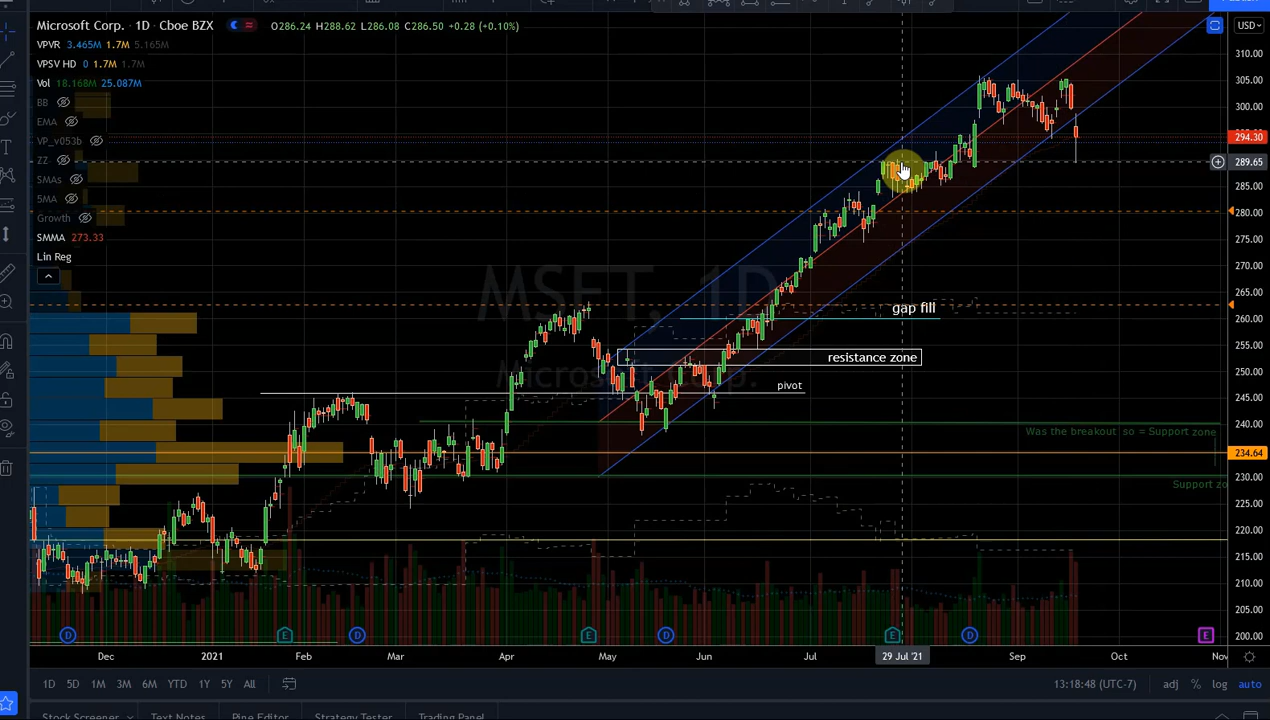 Microsoft Corp. • 1D • Cboe BZX O286.24 H288.62 L286.08 C286.50 +0.28 (+0.10%)
USD
VPVR 3.465M 1.7M 5.165M
VPSV HD 0 1.7M 1.7M
Vol 18.168M 25.087M
BB
EMA
VP_v053b
ZZ
SMAs
5MA
Growth
SMMA 273.33
Lin Reg
310.00
305.00
300.00
294.30
289.65
285.00
280.00
275.00
270.00
265.00
260.00
255.00
250.00
245.00
240.00
234.64
230.00
225.00
220.00
215.00
210.00
205.00
200.00
MSFT, 1D
Microsoft Corp.
gap fill
resistance zone
pivot
Was the breakout so = Support zone
Support zo
D E D E D E D E
Dec 2021 Feb Mar Apr May Jun Jul 29 Jul '21 Sep Oct Nov
1D 5D 1M 3M 6M YTD 1Y 5Y All
13:18:48 (UTC-7) adj % log auto
Stock Screener Text Notes Pine Editor Strategy Tester Trading Panel